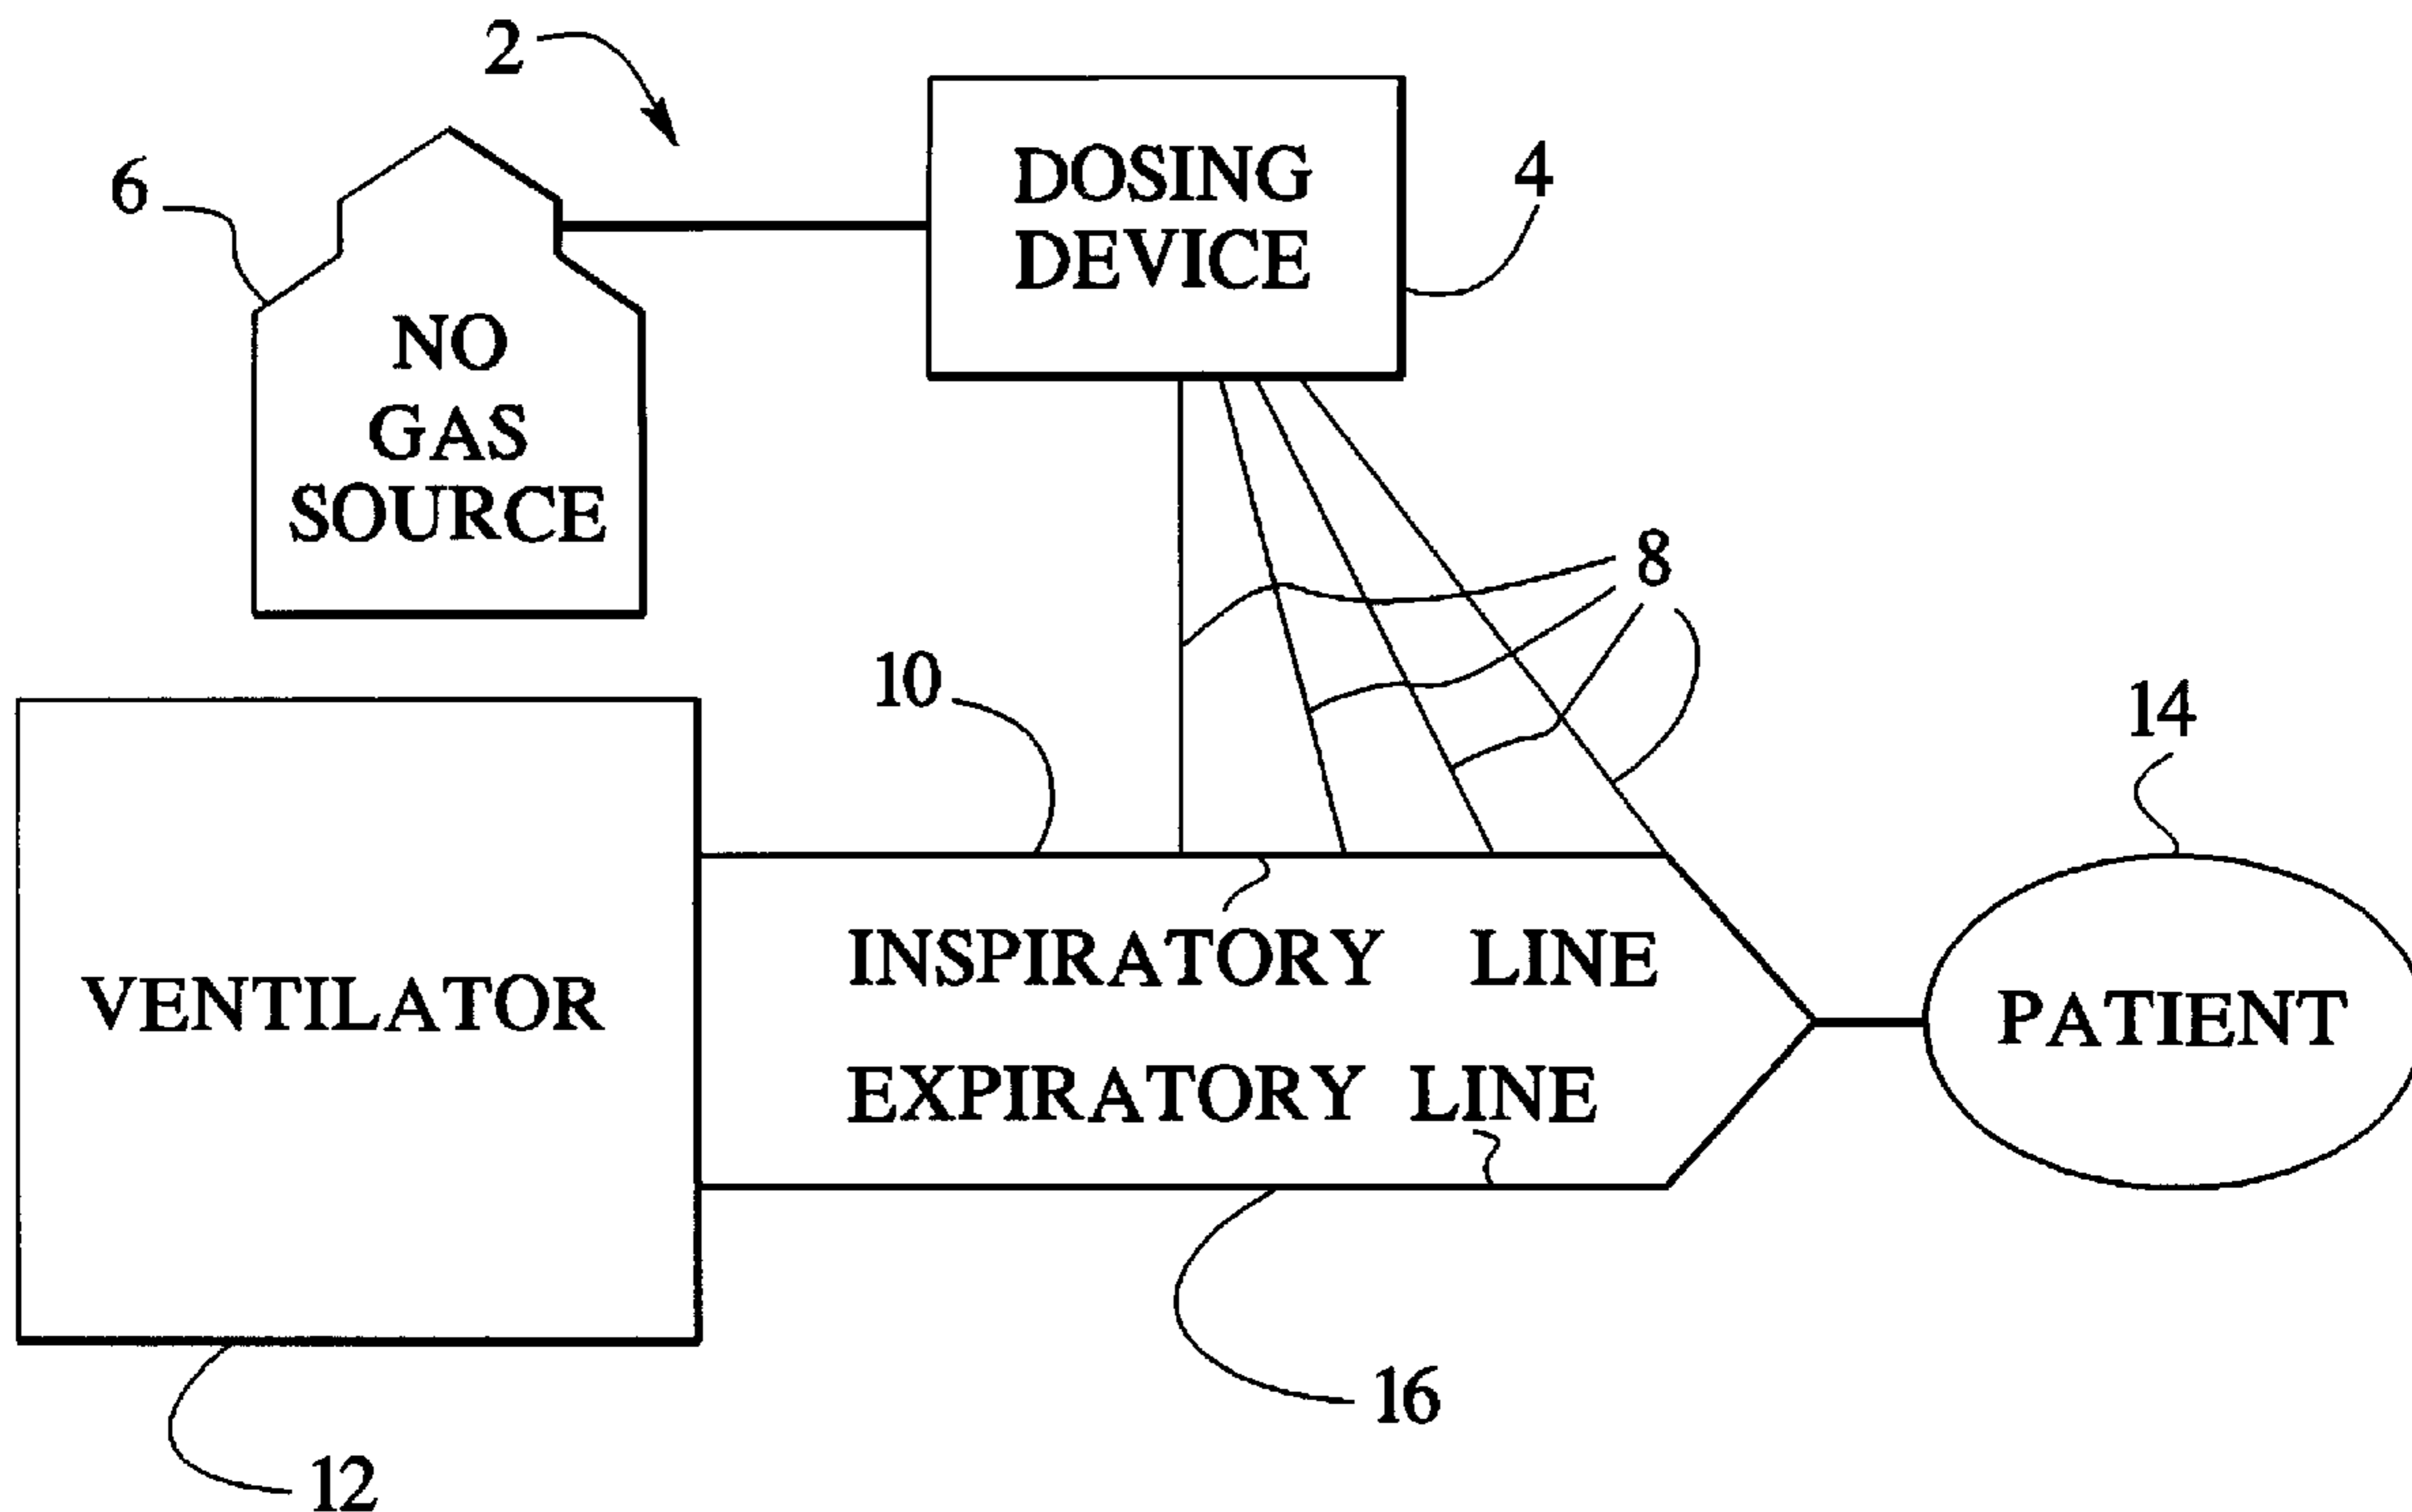 2
DOSING
DEVICE
4
6
NO
GAS
SOURCE
8
10
14
VENTILATOR
INSPIRATORY LINE
EXPIRATORY LINE
PATIENT
16
12